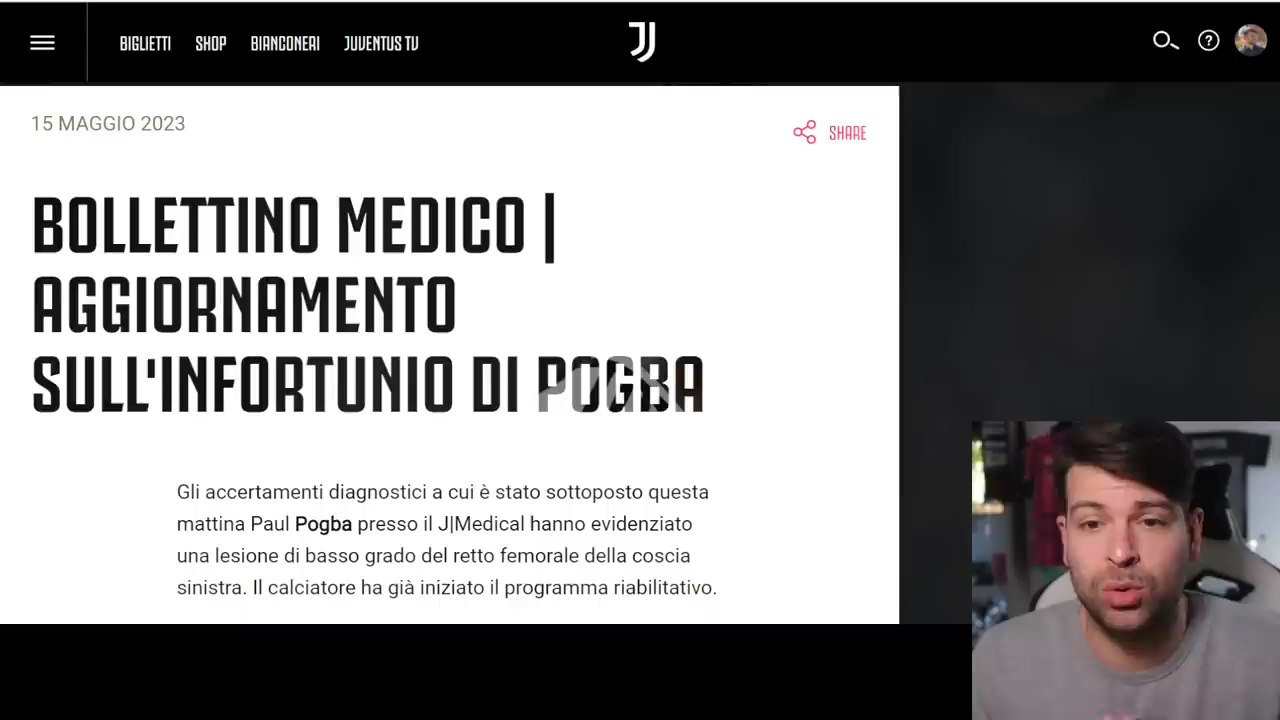 BIGLIETTI SHOP BIANCONERI JUVENTUS TV
15 MAGGIO 2023
SHARE
BOLLETTINO MEDICO |
AGGIORNAMENTO
SULL'INFORTUNIO DI POGBA
Gli accertamenti diagnostici a cui è stato sottoposto questa
mattina Paul Pogba presso il J|Medical hanno evidenziato
una lesione di basso grado del retto femorale della coscia
sinistra. Il calciatore ha già iniziato il programma riabilitativo.